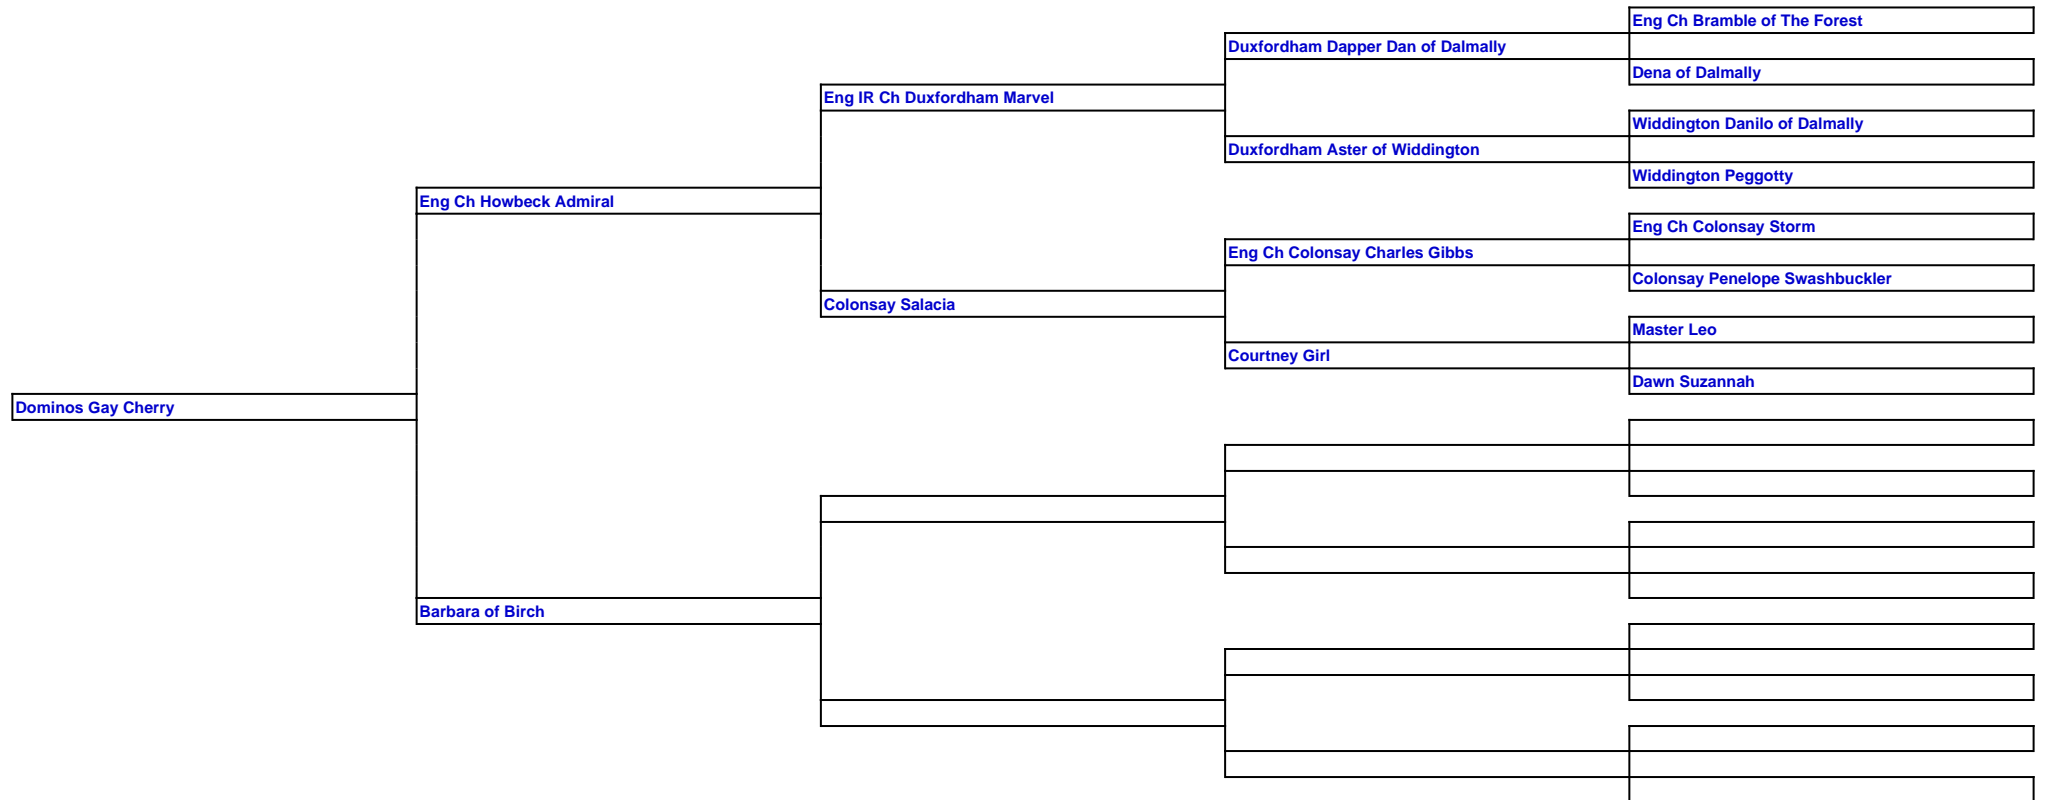 Eng Ch Bramble of The Forest
Duxfordham Dapper Dan of Dalmally
Dena of Dalmally
Eng IR Ch Duxfordham Marvel
Widdington Danilo of Dalmally
Duxfordham Aster of Widdington
Widdington Peggotty
Eng Ch Howbeck Admiral
Eng Ch Colonsay Storm
Eng Ch Colonsay Charles Gibbs
Colonsay Penelope Swashbuckler
Colonsay Salacia
Master Leo
Courtney Girl
Dawn Suzannah
Dominos Gay Cherry
Barbara of Birch